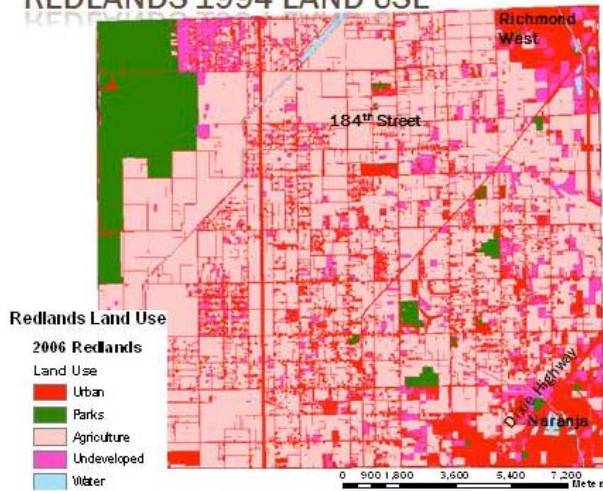 REDLANDS 1994 LAND USE
Richmond
West
184th Street
Redlands Land Use
2006 Redlands
Land Use
Urban
Parks
Agriculture
Undeveloped
Water
Dixie Highway
Naranja
0 900 1,800 3,600 5,400 7,200
Meters